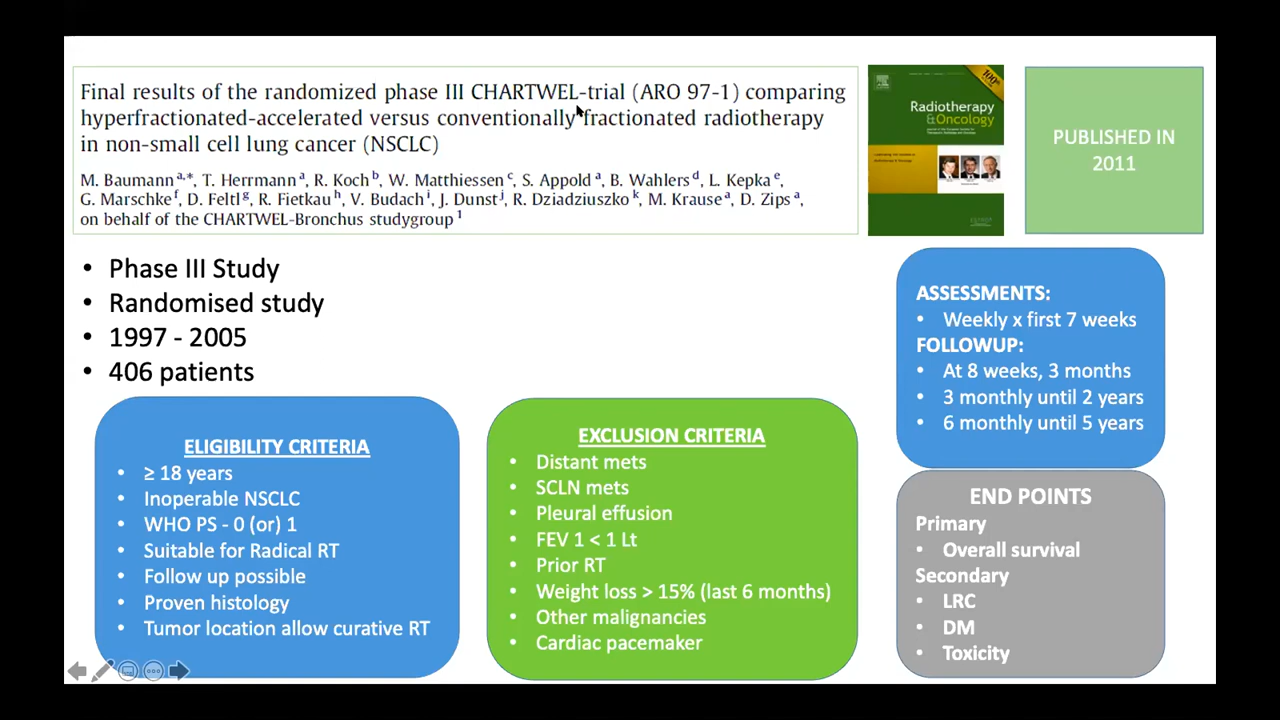 Final results of the randomized phase III CHARTWEL-trial (ARO 97-1) comparing
hyperfractionated-accelerated versus conventionally fractionated radiotherapy
in non-small cell lung cancer (NSCLC)
M. Baumann a,*, T. Herrmann a, R. Koch b, W. Matthiessen c, S. Appold a, B. Wahlers d, L. Kepka e,
G. Marschke f, D. Feltl g, R. Fietkau h, V. Budach i, J. Dunst j, R. Dziadziuszko k, M. Krause a, D. Zips a,
on behalf of the CHARTWEL-Bronchus studygroup 1
Radiotherapy
&Oncology
PUBLISHED IN
2011
• Phase III Study
• Randomised study
• 1997 - 2005
• 406 patients
ELIGIBILITY CRITERIA
• ≥ 18 years
• Inoperable NSCLC
• WHO PS - 0 (or) 1
• Suitable for Radical RT
• Follow up possible
• Proven histology
• Tumor location allow curative RT
EXCLUSION CRITERIA
• Distant mets
• SCLN mets
• Pleural effusion
• FEV 1 < 1 Lt
• Prior RT
• Weight loss > 15% (last 6 months)
• Other malignancies
• Cardiac pacemaker
ASSESSMENTS:
• Weekly x first 7 weeks
FOLLOWUP:
• At 8 weeks, 3 months
• 3 monthly until 2 years
• 6 monthly until 5 years
END POINTS
Primary
• Overall survival
Secondary
• LRC
• DM
• Toxicity